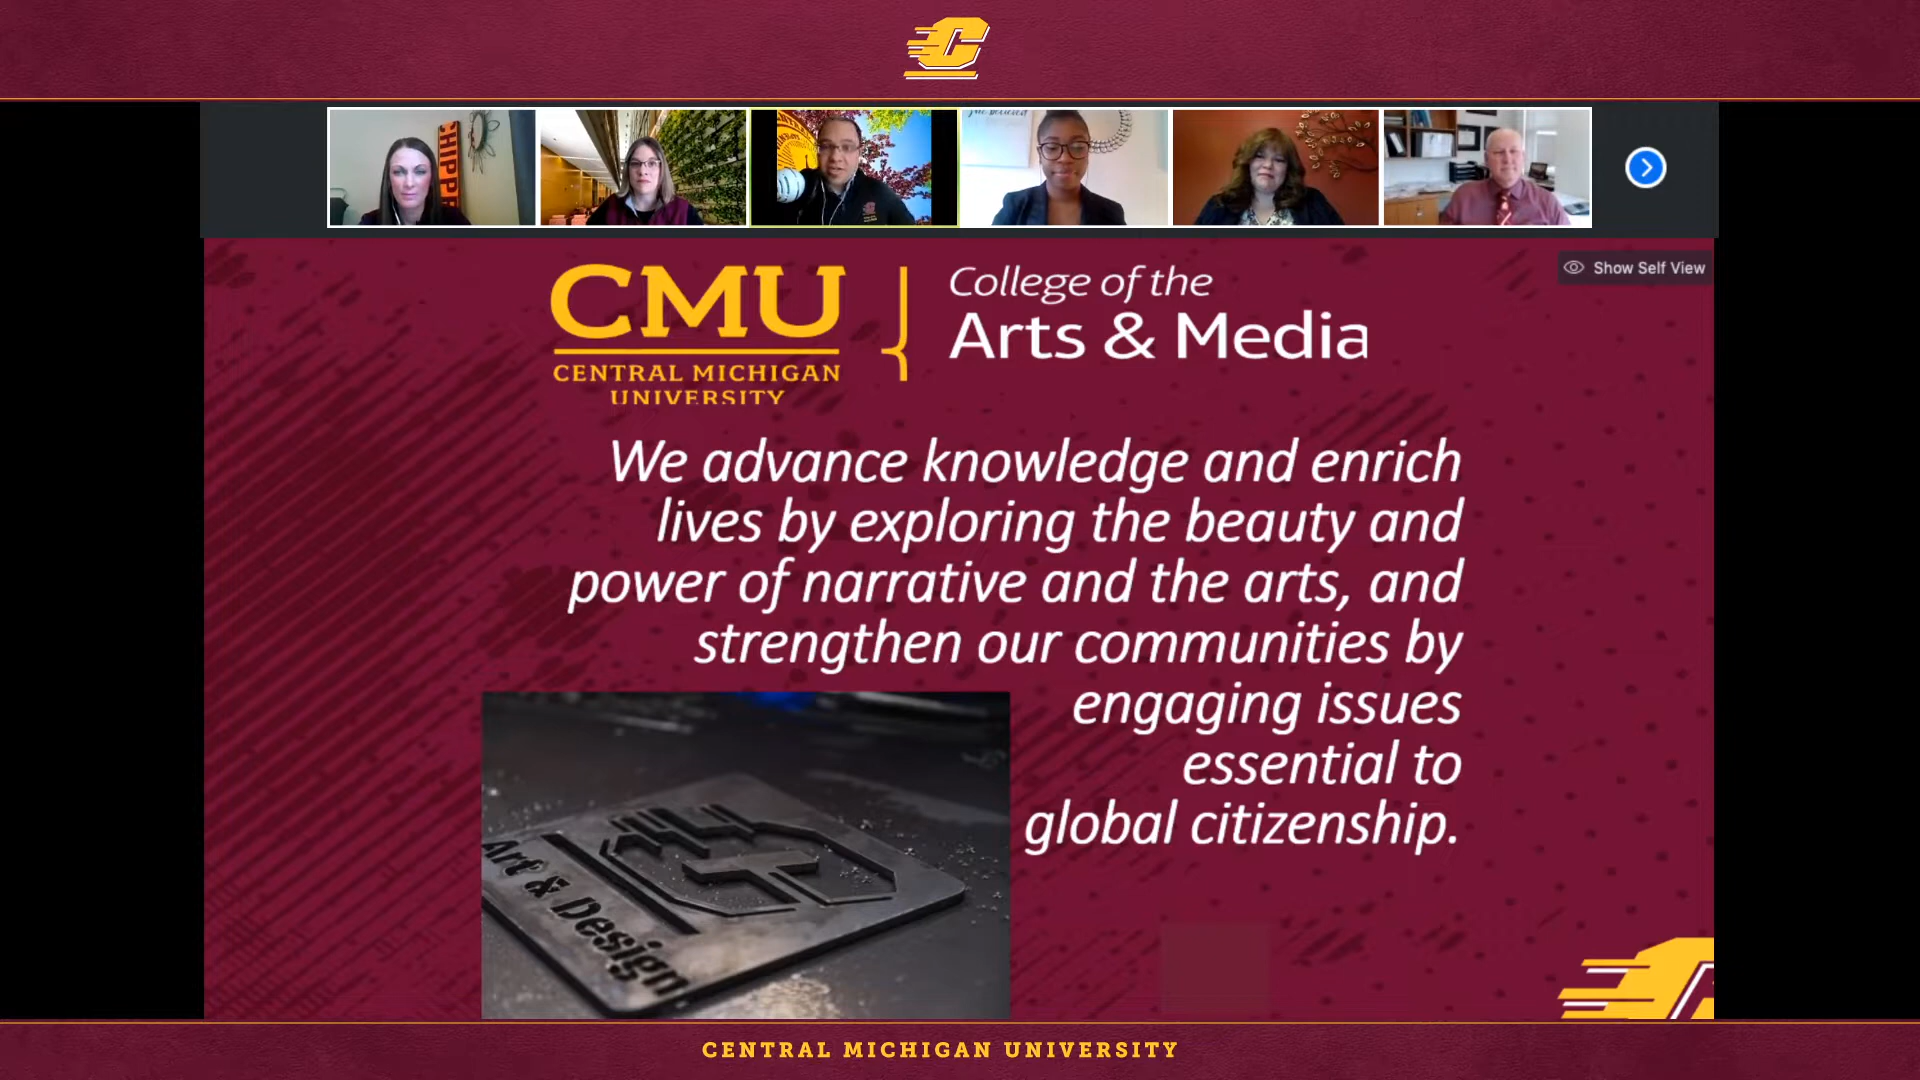 CHIPPE
Show Self View
CMU
CENTRAL MICHIGAN
UNIVERSITY
College of the
Arts & Media
We advance knowledge and enrich
lives by exploring the beauty and
power of narrative and the arts, and
strengthen our communities by
engaging issues
essential to
global citizenship.
Art & Design
CENTRAL MICHIGAN UNIVERSITY